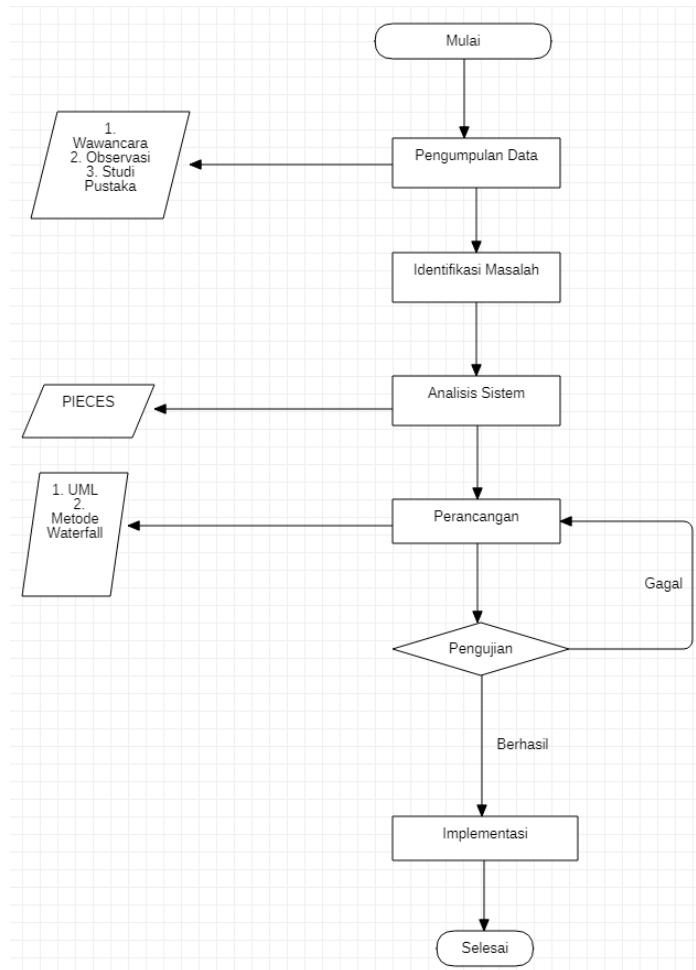 Mulai
1.
Wawancara
2. Observasi
3. Studi
Pustaka
Pengumpulan Data
Identifikasi Masalah
PIECES
Analisis Sistem
1. UML
2.
Metode
Waterfall
Perancangan
Gagal
Pengujian
Berhasil
Implementasi
Selesai